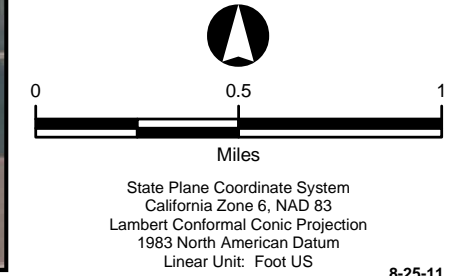 0 0.5 1
Miles
State Plane Coordinate System
California Zone 6, NAD 83
Lambert Conformal Conic Projection
1983 North American Datum
Linear Unit: Foot US
8-25-11